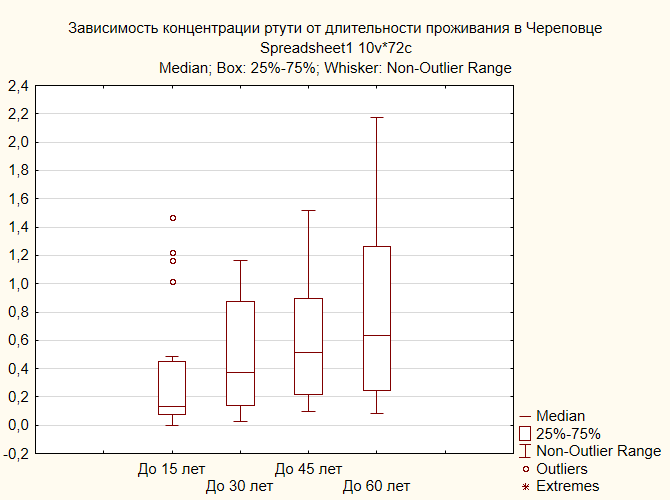 Зависимость концентрации ртути от длительности проживания в Череповце
Spreadsheet1 10v*72c
Median; Box: 25%-75%; Whisker: Non-Outlier Range
2,4
2,2
2,0
1,8
1,6
1,4
1,2
1,0
0,8
0,6
0,4
0,2
0,0
-0,2
До 15 лет
До 45 лет
До 30 лет
До 60 лет
Median
25%-75%
Non-Outlier Range
Outliers
Extremes